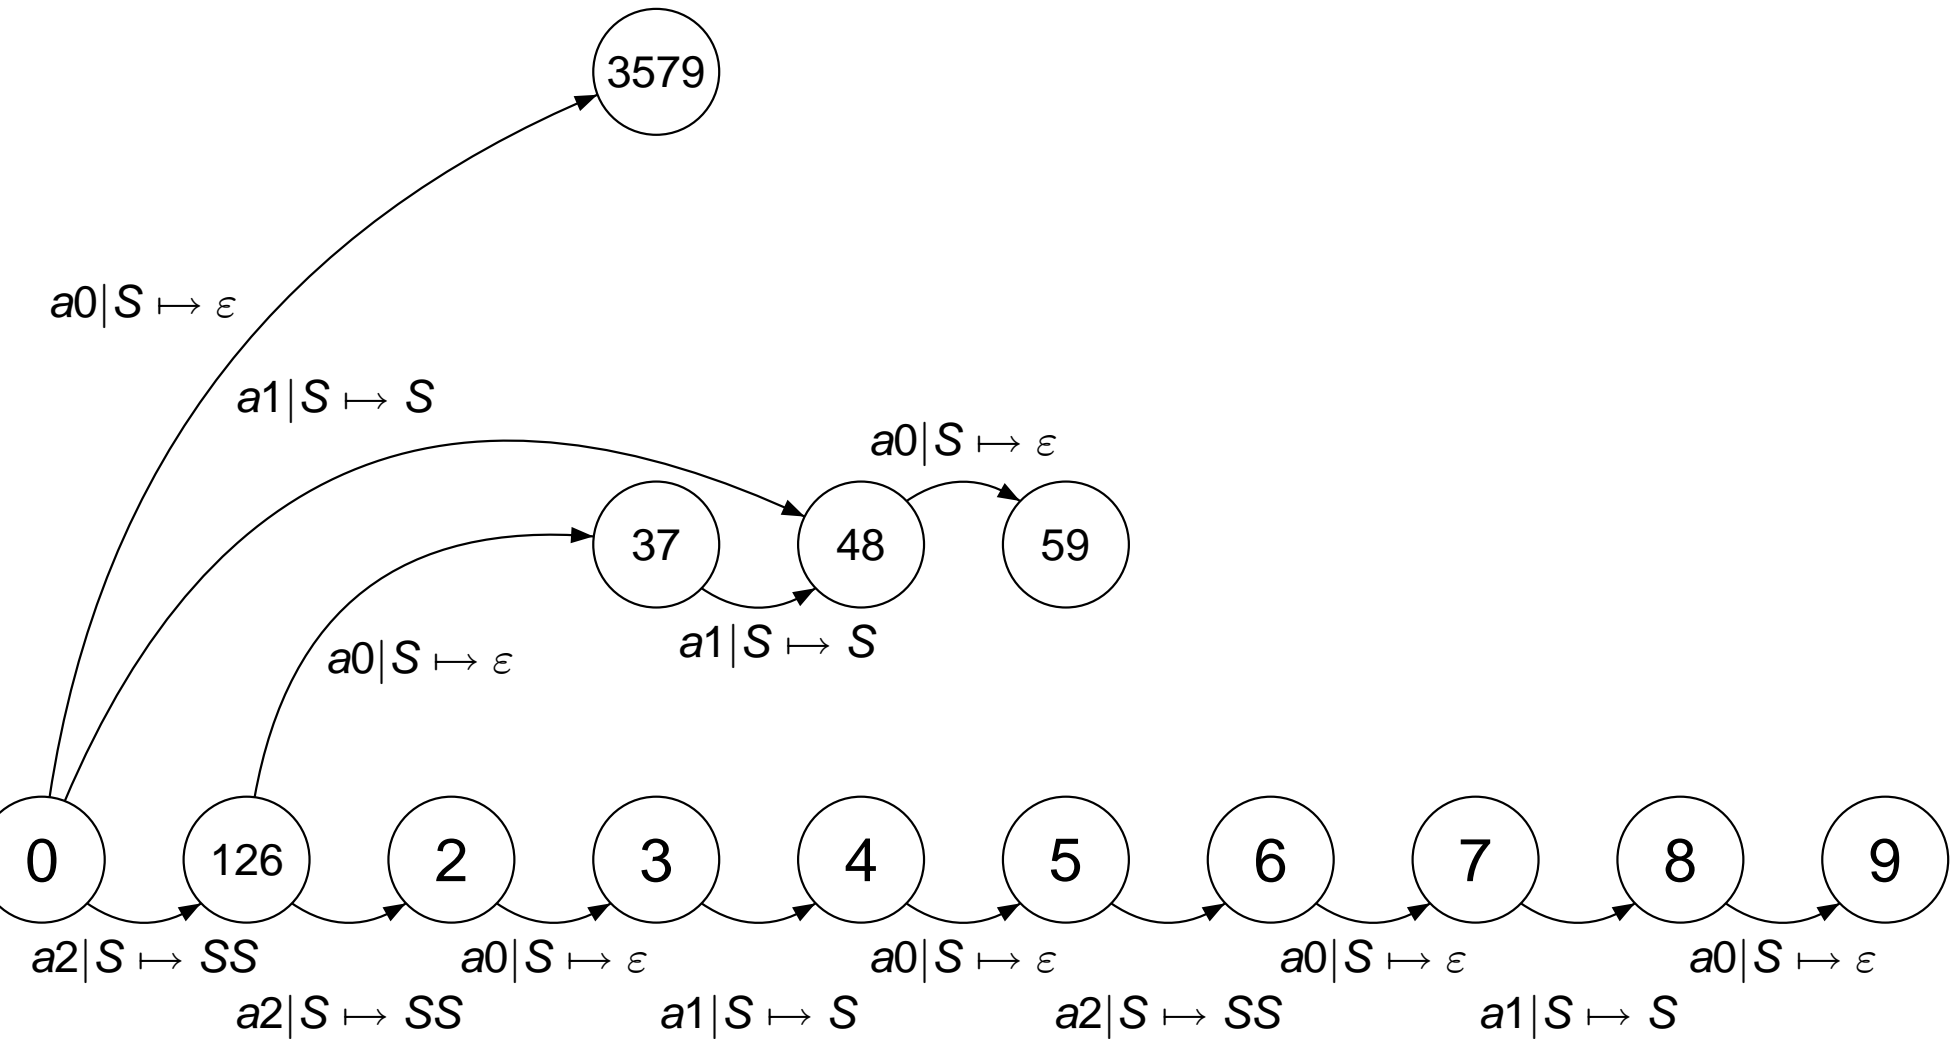 3579
a0|S ⟼ ε
a1|S ⟼ S
a0|S ⟼ ε
37 48 59
a0|S ⟼ ε
a1|S ⟼ S
0 126 2 3 4 5 6 7 8 9
a2|S ⟼ SS a0|S ⟼ ε a0|S ⟼ ε a0|S ⟼ ε a0|S ⟼ ε
a2|S ⟼ SS a1|S ⟼ S a2|S ⟼ SS a1|S ⟼ S